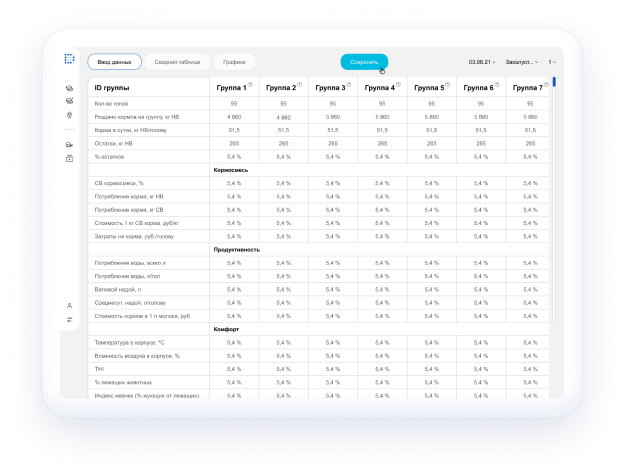 Ввод данных Сводная таблица Графики Сохранить 03.08.21 Захалуст... 1
ID группы Группа 1 Группа 2 Группа 3 Группа 4 Группа 5 Группа 6 Группа 7
Кол-во голов 95 95 95 95 95 95 95
Роздано кормов на группу, кг НВ 4 860 4 860 5 860 5 860 5 860 5 860 5 860
Корма в сутки, кг НВ/голову 51,5 51,5 51,5 51,5 51,5 51,5 51,5
Остатки, кг НВ 265 265 265 265 265 265 265
% остатков 5,4 % 5,4 % 5,4 % 5,4 % 5,4 % 5,4 % 5,4 %
Кормосмесь
СВ кормосмеси, % 5,4 % 5,4 % 5,4 % 5,4 % 5,4 % 5,4 % 5,4 %
Потребление корма, кг НВ 5,4 % 5,4 % 5,4 % 5,4 % 5,4 % 5,4 % 5,4 %
Потребление корма, кг СВ 5,4 % 5,4 % 5,4 % 5,4 % 5,4 % 5,4 % 5,4 %
Стоимость 1 кг СВ корма, руб/кг 5,4 % 5,4 % 5,4 % 5,4 % 5,4 % 5,4 % 5,4 %
Затраты на корма, руб./голову 5,4 % 5,4 % 5,4 % 5,4 % 5,4 % 5,4 % 5,4 %
Продуктивность
Потребление воды, всего л 5,4 % 5,4 % 5,4 % 5,4 % 5,4 % 5,4 % 5,4 %
Потребление воды, л/гол 5,4 % 5,4 % 5,4 % 5,4 % 5,4 % 5,4 % 5,4 %
Валовой надой, л 5,4 % 5,4 % 5,4 % 5,4 % 5,4 % 5,4 % 5,4 %
Среднесут. надой, л/голову 5,4 % 5,4 % 5,4 % 5,4 % 5,4 % 5,4 % 5,4 %
Стоимость кормов в 1 л молока, руб 5,4 % 5,4 % 5,4 % 5,4 % 5,4 % 5,4 % 5,4 %
Комфорт
Температура в корпусе, °С 5,4 % 5,4 % 5,4 % 5,4 % 5,4 % 5,4 % 5,4 %
Влажность воздуха в корпусе, % 5,4 % 5,4 % 5,4 % 5,4 % 5,4 % 5,4 % 5,4 %
THI 5,4 % 5,4 % 5,4 % 5,4 % 5,4 % 5,4 % 5,4 %
% лежащих животных 5,4 % 5,4 % 5,4 % 5,4 % 5,4 % 5,4 % 5,4 %
Индекс жвачки (% жующих от лежащих) 5,4 % 5,4 % 5,4 % 5,4 % 5,4 % 5,4 % 5,4 %